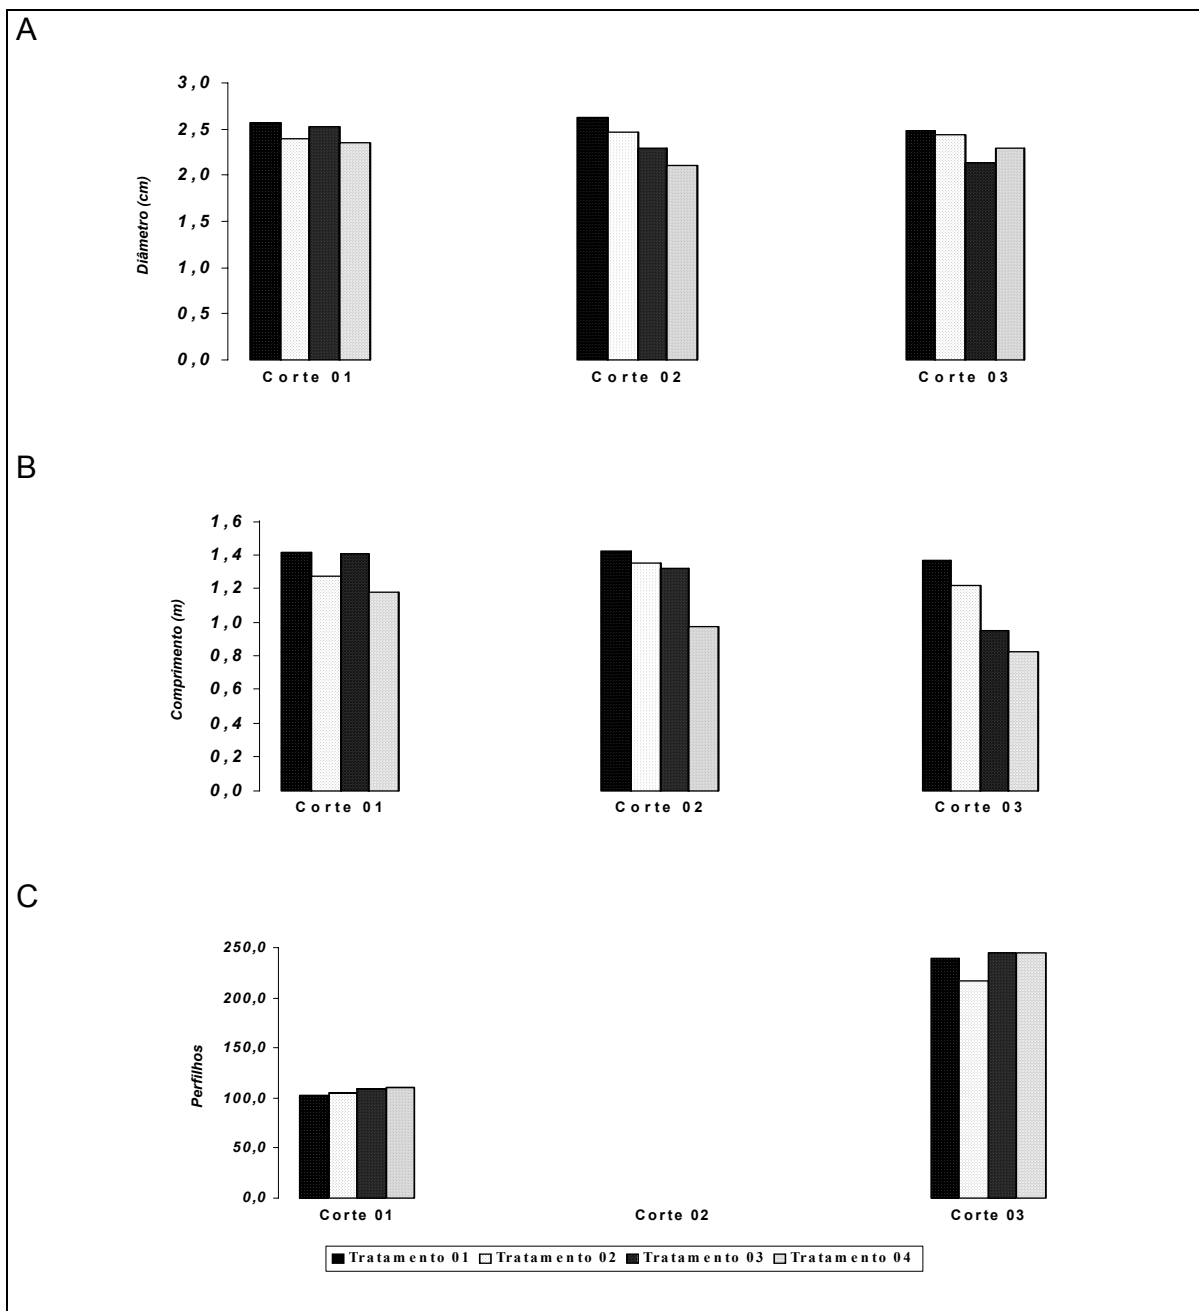 A
3,0
2,5
2,0
1,5
1,0
0,5
0,0
Diâmetro (cm)
Corte 01 Corte 02 Corte 03
B
1,6
1,4
1,2
1,0
0,8
0,6
0,4
0,2
0,0
Comprimento (m)
Corte 01 Corte 02 Corte 03
C
250,0
200,0
150,0
100,0
50,0
0,0
Perfilhos
Corte 01 Corte 02 Corte 03
Tratamento 01 Tratamento 02 Tratamento 03 Tratamento 04